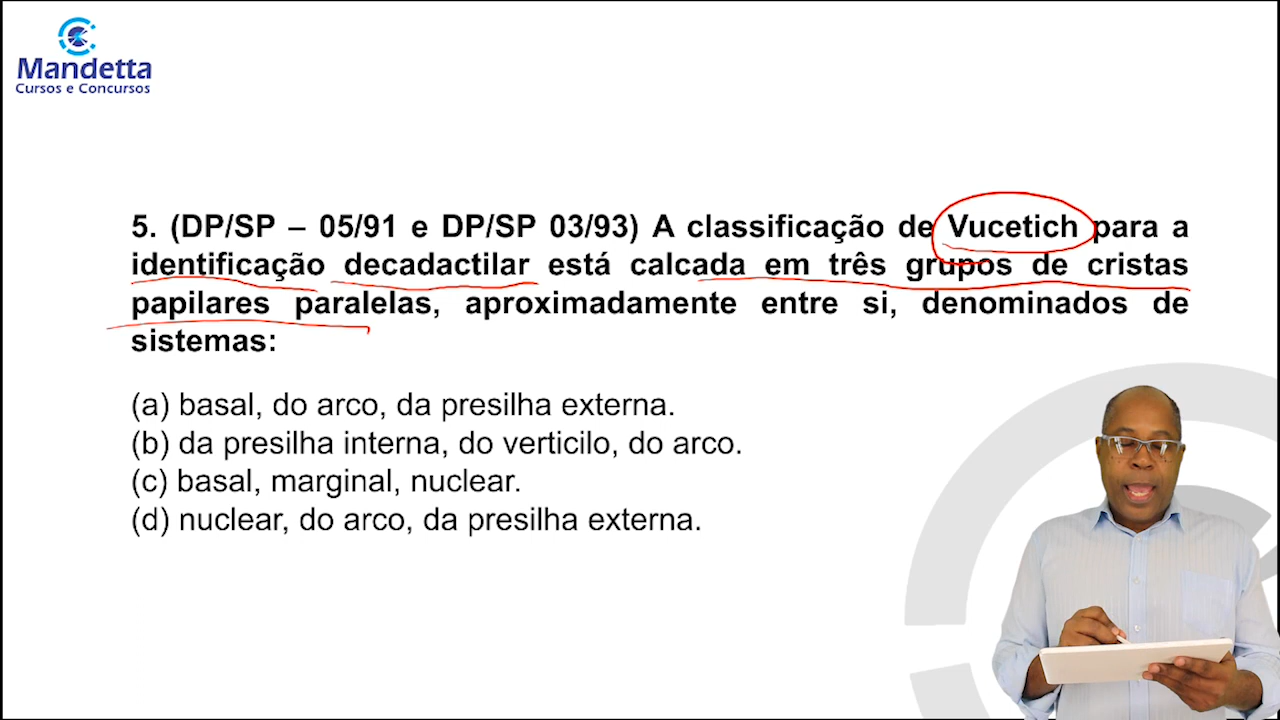 Mandetta
Cursos e Concursos
5. (DP/SP – 05/91 e DP/SP 03/93) A classificação de Vucetich para a
identificação decadactilar está calcada em três grupos de cristas
papilares paralelas, aproximadamente entre si, denominados de
sistemas:
(a) basal, do arco, da presilha externa.
(b) da presilha interna, do verticilo, do arco.
(c) basal, marginal, nuclear.
(d) nuclear, do arco, da presilha externa.